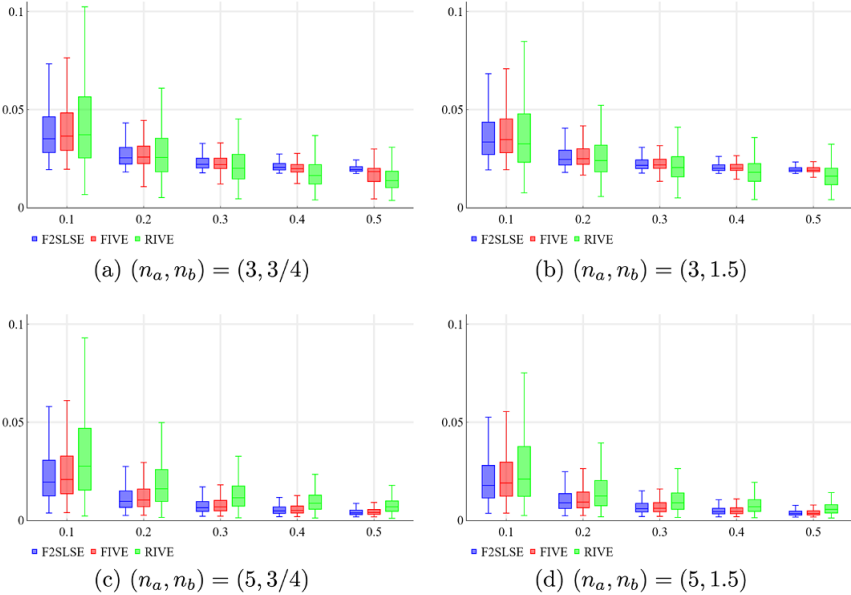 0.1
0.05
0
0.1 0.2 0.3 0.4 0.5
F2SLSE FIVE RIVE
(a) (n_a, n_b) = (3, 3/4)
0.1
0.05
0
0.1 0.2 0.3 0.4 0.5
F2SLSE FIVE RIVE
(b) (n_a, n_b) = (3, 1.5)
0.1
0.05
0
0.1 0.2 0.3 0.4 0.5
F2SLSE FIVE RIVE
(c) (n_a, n_b) = (5, 3/4)
0.1
0.05
0
0.1 0.2 0.3 0.4 0.5
F2SLSE FIVE RIVE
(d) (n_a, n_b) = (5, 1.5)